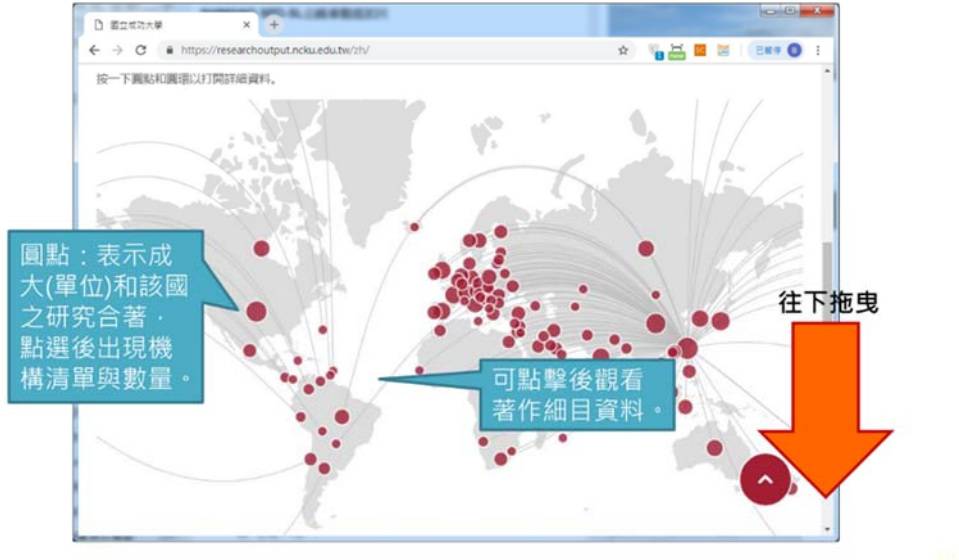 國立成功大學
https://researchoutput.ncku.edu.tw/zh/
已暫停
按一下圓點和圓環以打開詳細資料。
圓點：表示成
大(單位)和該國
之研究合著，
點選後出現機
構清單與數量。
可點擊後觀看
著作細目資料。
往下拖曳